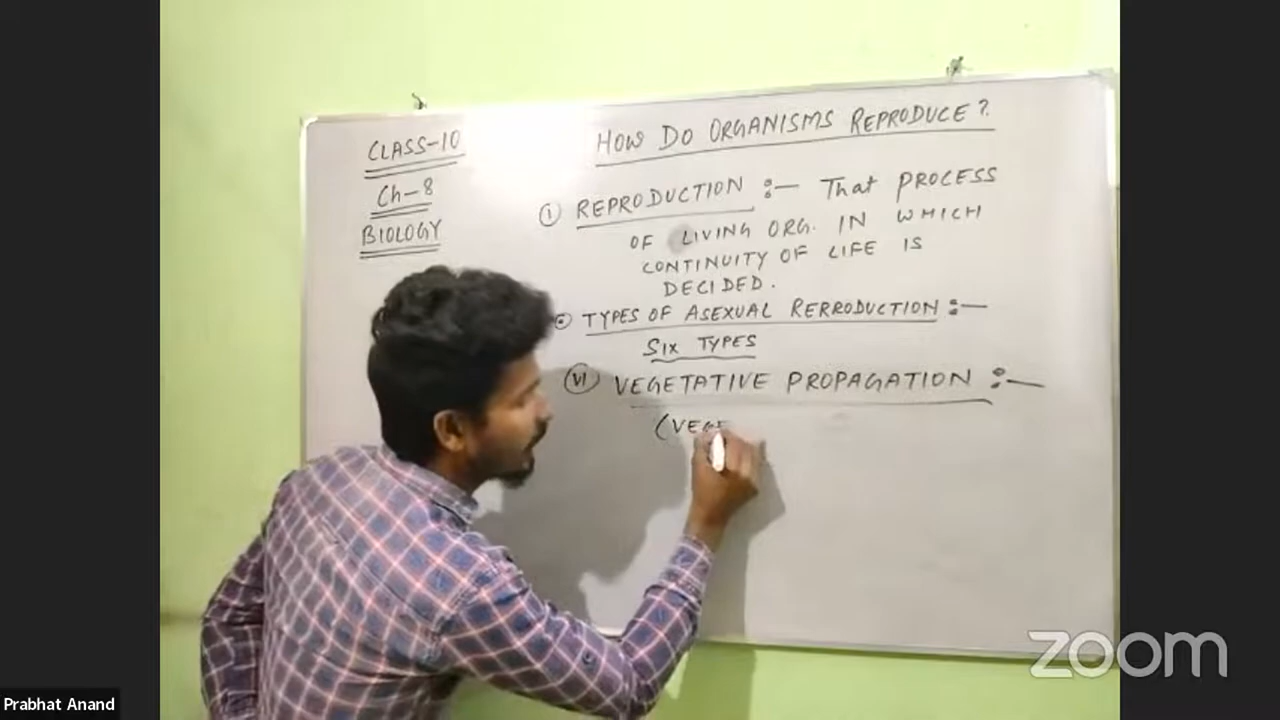 CLASS-10
Ch-8
BIOLOGY
HOW DO ORGANISMS REPRODUCE?
I REPRODUCTION :— That PROCESS
OF LIVING ORG. IN WHICH
CONTINUITY OF LIFE IS
DECIDED.
TYPES OF ASEXUAL RERRODUCTION :—
SIX TYPES
VI VEGETATIVE PROPAGATION :—
(VEGE
zoom
Prabhat Anand